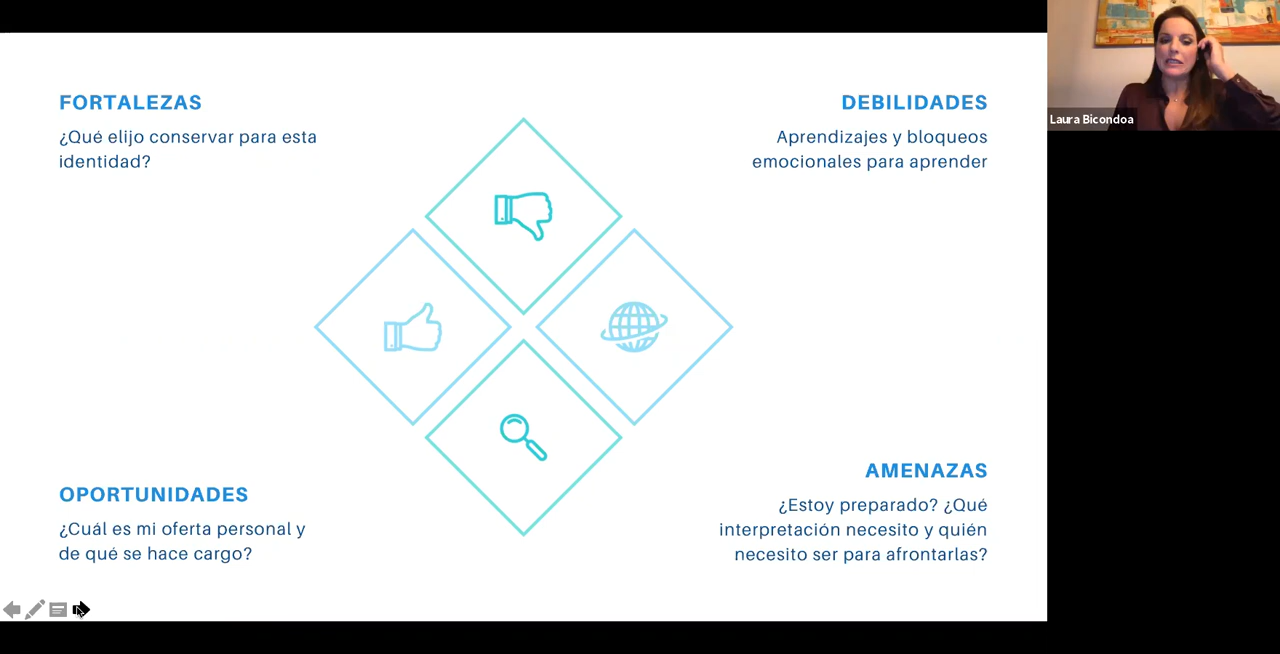 FORTALEZAS
¿Qué elijo conservar para esta
identidad?
DEBILIDADES
Aprendizajes y bloqueos
emocionales para aprender
OPORTUNIDADES
¿Cuál es mi oferta personal y
de qué se hace cargo?
AMENAZAS
¿Estoy preparado? ¿Qué
interpretación necesito y quién
necesito ser para afrontarlas?
Laura Bicondoa